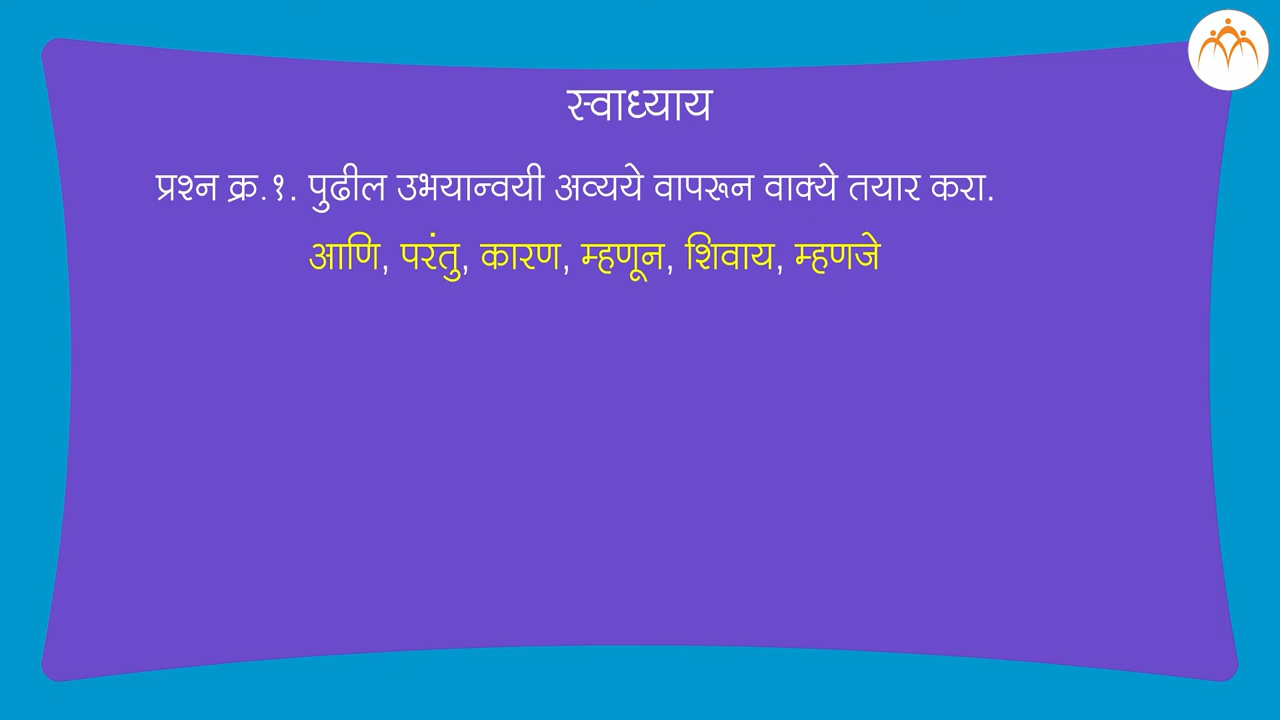 स्वाध्याय
प्रश्न क्र.१. पुढील उभयान्वयी अव्यये वापरून वाक्ये तयार करा.
आणि, परंतु, कारण, म्हणून, शिवाय, म्हणजे